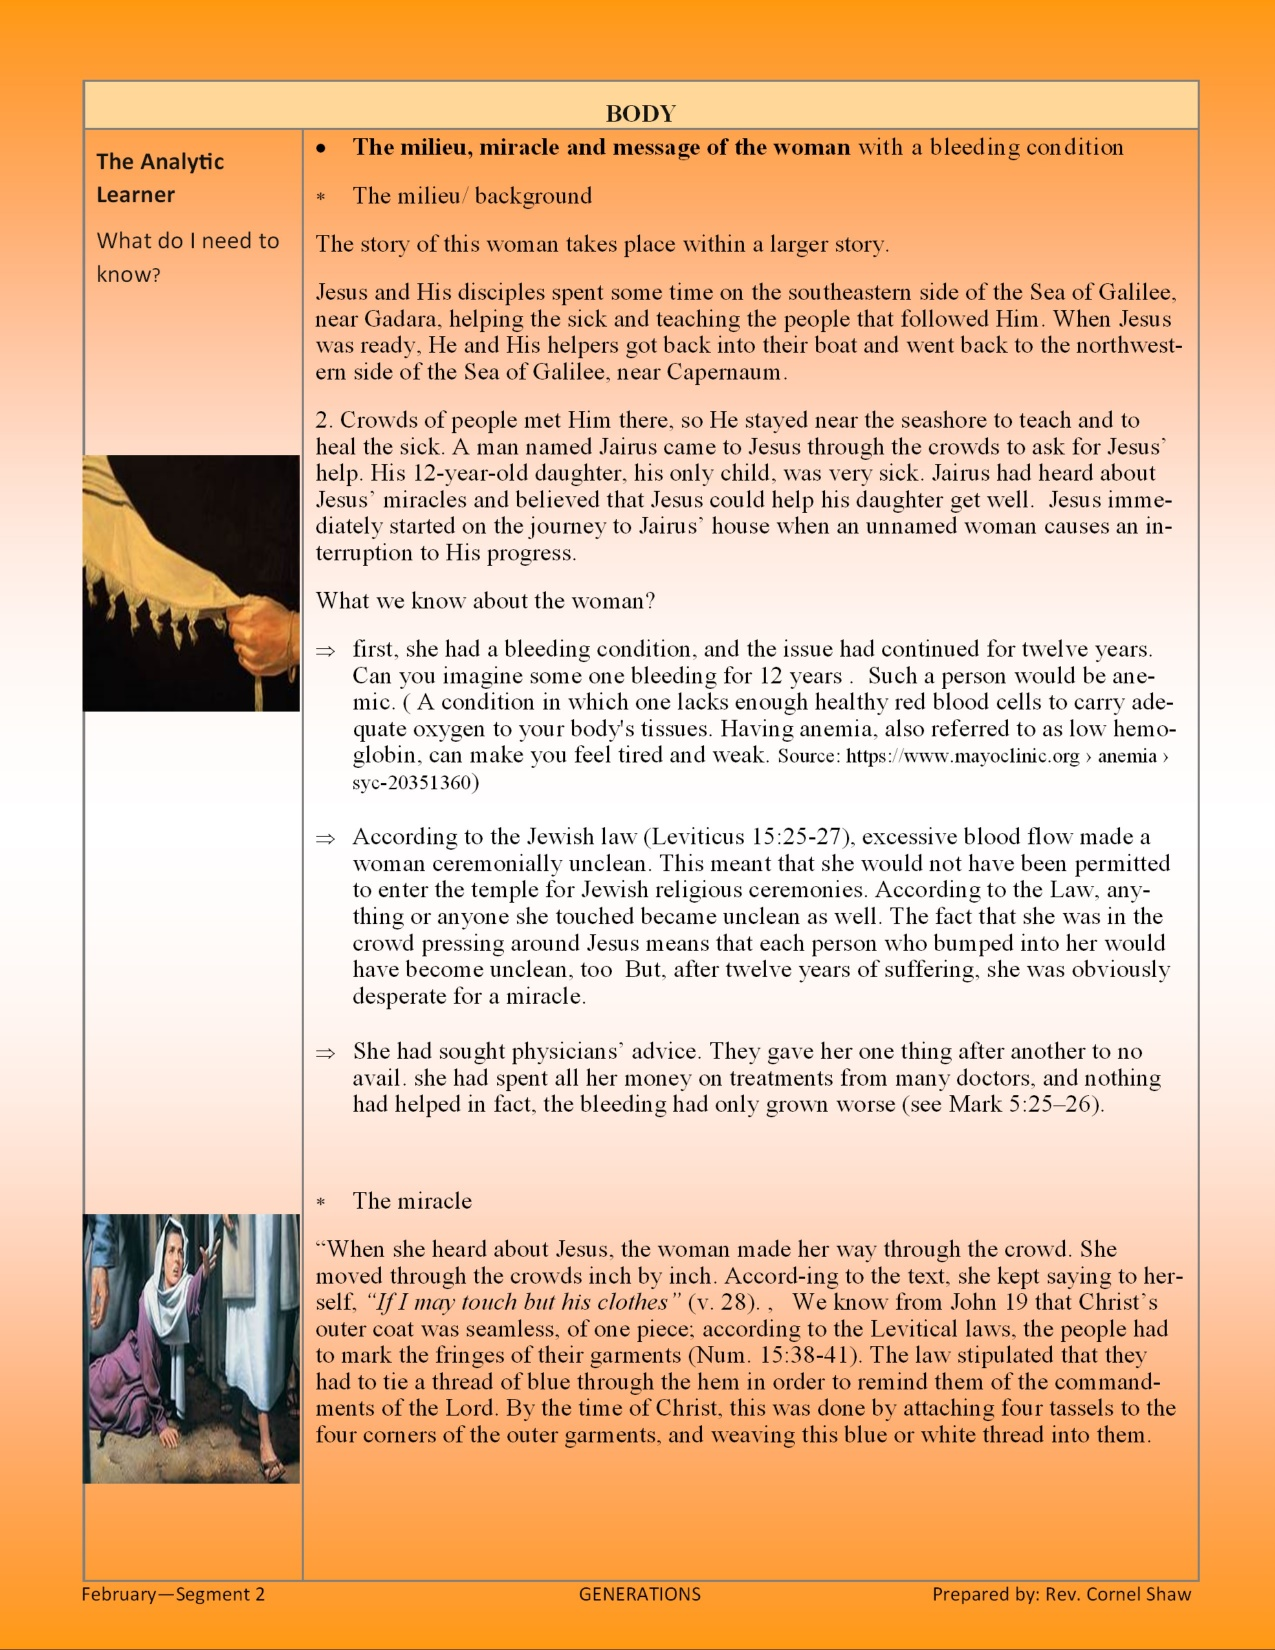 BODY
The Analytic
Learner
What do I need to
know?
• The milieu, miracle and message of the woman with a bleeding condition
* The milieu/ background
The story of this woman takes place within a larger story.
Jesus and His disciples spent some time on the southeastern side of the Sea of Galilee,
near Gadara, helping the sick and teaching the people that followed Him. When Jesus
was ready, He and His helpers got back into their boat and went back to the northwest-
ern side of the Sea of Galilee, near Capernaum.
2. Crowds of people met Him there, so He stayed near the seashore to teach and to
heal the sick. A man named Jairus came to Jesus through the crowds to ask for Jesus’
help. His 12-year-old daughter, his only child, was very sick. Jairus had heard about
Jesus’ miracles and believed that Jesus could help his daughter get well.  Jesus imme-
diately started on the journey to Jairus’ house when an unnamed woman causes an in-
terruption to His progress.
What we know about the woman?
⇒ first, she had a bleeding condition, and the issue had continued for twelve years.
Can you imagine some one bleeding for 12 years .  Such a person would be ane-
mic. ( A condition in which one lacks enough healthy red blood cells to carry ade-
quate oxygen to your body's tissues. Having anemia, also referred to as low hemo-
globin, can make you feel tired and weak. Source: https://www.mayoclinic.org › anemia ›
syc-20351360)
⇒ According to the Jewish law (Leviticus 15:25-27), excessive blood flow made a
woman ceremonially unclean. This meant that she would not have been permitted
to enter the temple for Jewish religious ceremonies. According to the Law, any-
thing or anyone she touched became unclean as well. The fact that she was in the
crowd pressing around Jesus means that each person who bumped into her would
have become unclean, too  But, after twelve years of suffering, she was obviously
desperate for a miracle.
⇒ She had sought physicians’ advice. They gave her one thing after another to no
avail. she had spent all her money on treatments from many doctors, and nothing
had helped in fact, the bleeding had only grown worse (see Mark 5:25–26).
* The miracle
“When she heard about Jesus, the woman made her way through the crowd. She
moved through the crowds inch by inch. Accord-ing to the text, she kept saying to her-
self, “If I may touch but his clothes” (v. 28). ,   We know from John 19 that Christ’s
outer coat was seamless, of one piece; according to the Levitical laws, the people had
to mark the fringes of their garments (Num. 15:38-41). The law stipulated that they
had to tie a thread of blue through the hem in order to remind them of the command-
ments of the Lord. By the time of Christ, this was done by attaching four tassels to the
four corners of the outer garments, and weaving this blue or white thread into them.
February—Segment 2 GENERATIONS Prepared by: Rev. Cornel Shaw